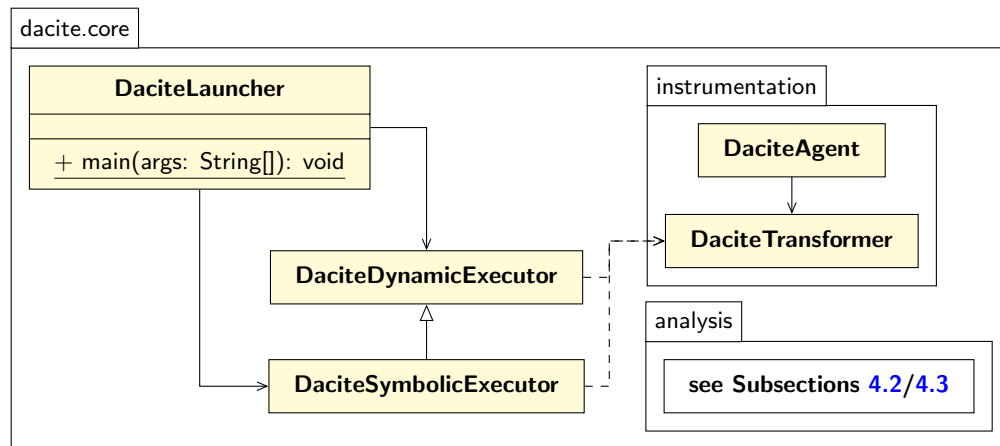 dacite.core
DaciteLauncher
+ main(args: String[]): void
instrumentation
DaciteAgent
DaciteTransformer
DaciteDynamicExecutor
DaciteSymbolicExecutor
analysis
see Subsections 4.2/4.3